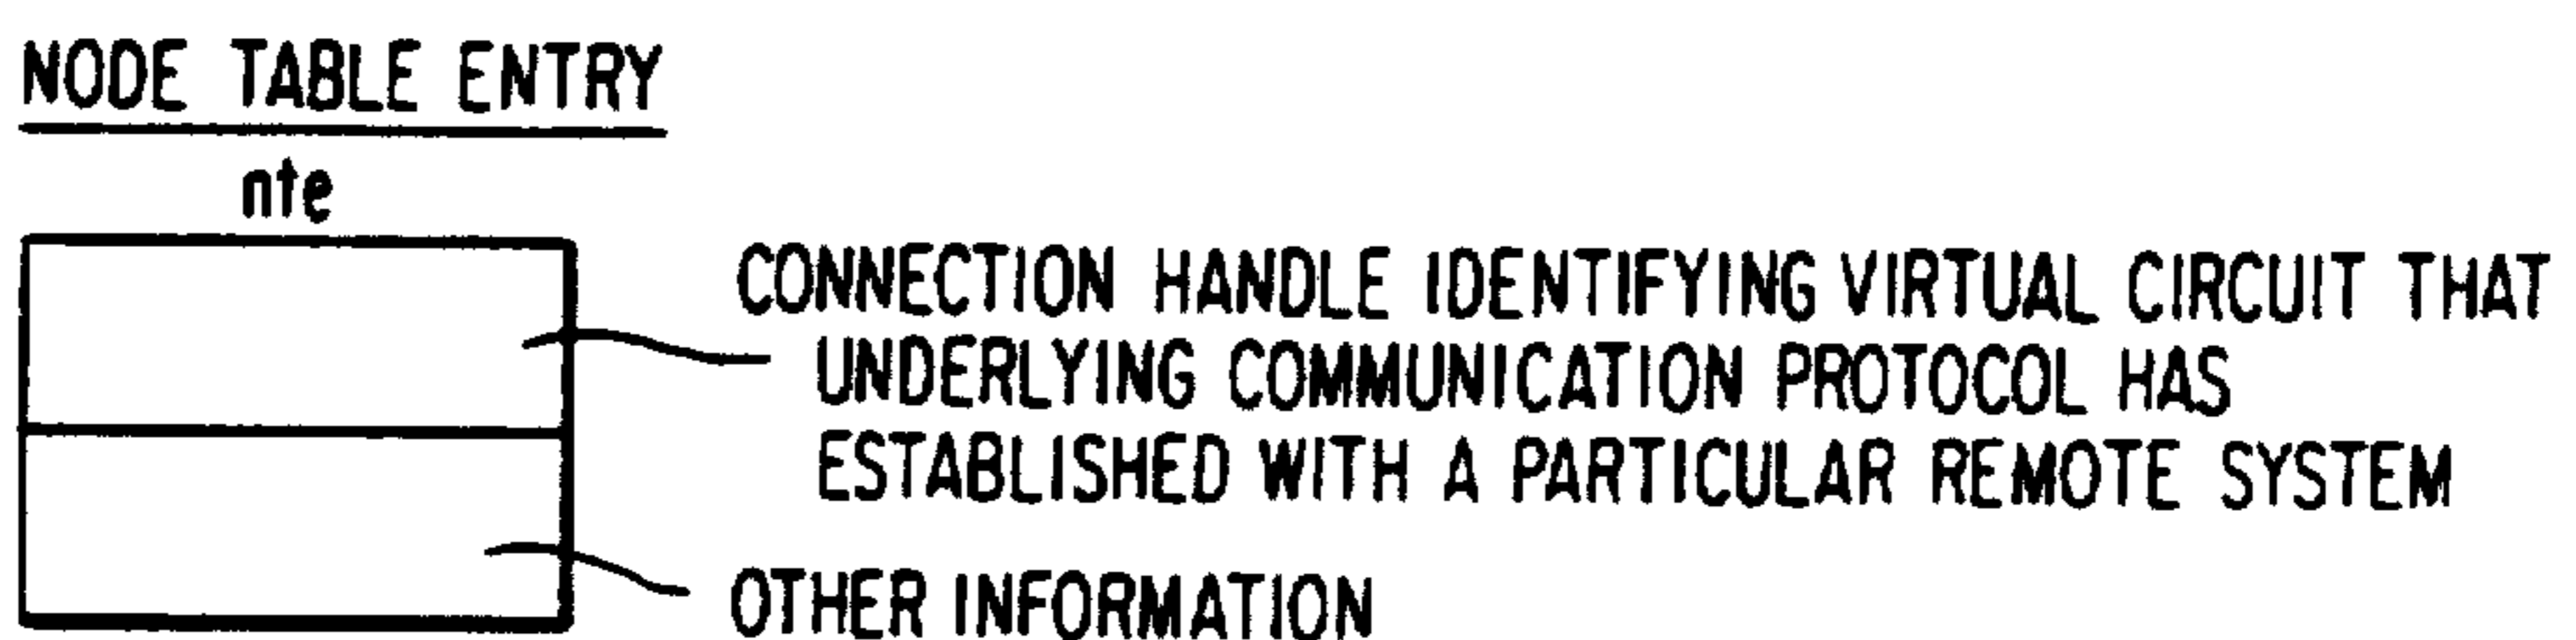 NODE TABLE ENTRY
nte
CONNECTION HANDLE IDENTIFYING VIRTUAL CIRCUIT THAT
UNDERLYING COMMUNICATION PROTOCOL HAS
ESTABLISHED WITH A PARTICULAR REMOTE SYSTEM
OTHER INFORMATION